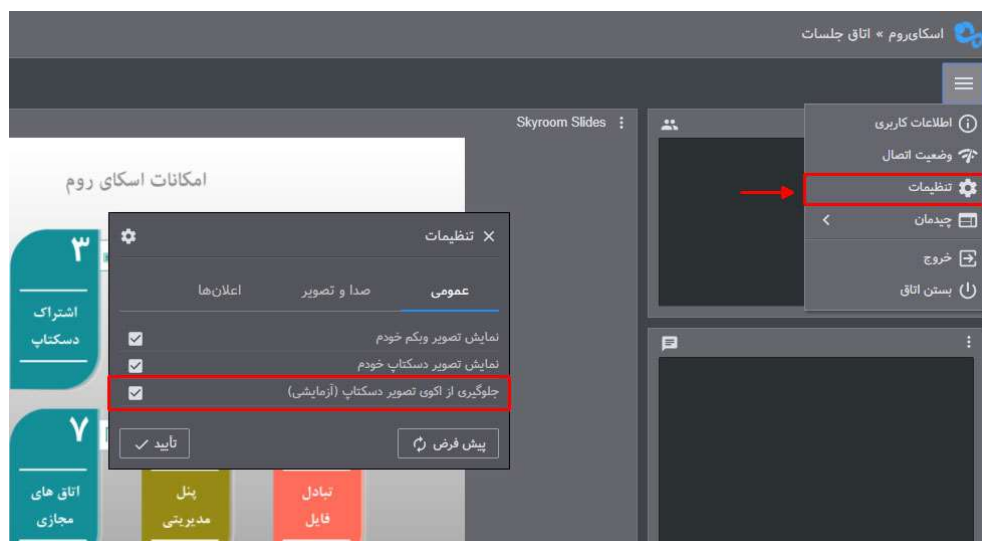 اسکای‌روم » اتاق جلسات
اطلاعات کاربری
وضعیت اتصال
تنظیمات
چیدمان
خروج
بستن اتاق
Skyroom Slides
امکانات اسکای روم
۳
اشتراک
دسکتاپ
تنظیمات
عمومی
صدا و تصویر
اعلان‌ها
نمایش تصویر وبکم خودم
نمایش تصویر دسکتاپ خودم
جلوگیری از اکوی تصویر دسکتاپ (آزمایشی)
پیش فرض
تأیید
۷
اتاق های
مجازی
پنل
مدیریتی
تبادل
فایل